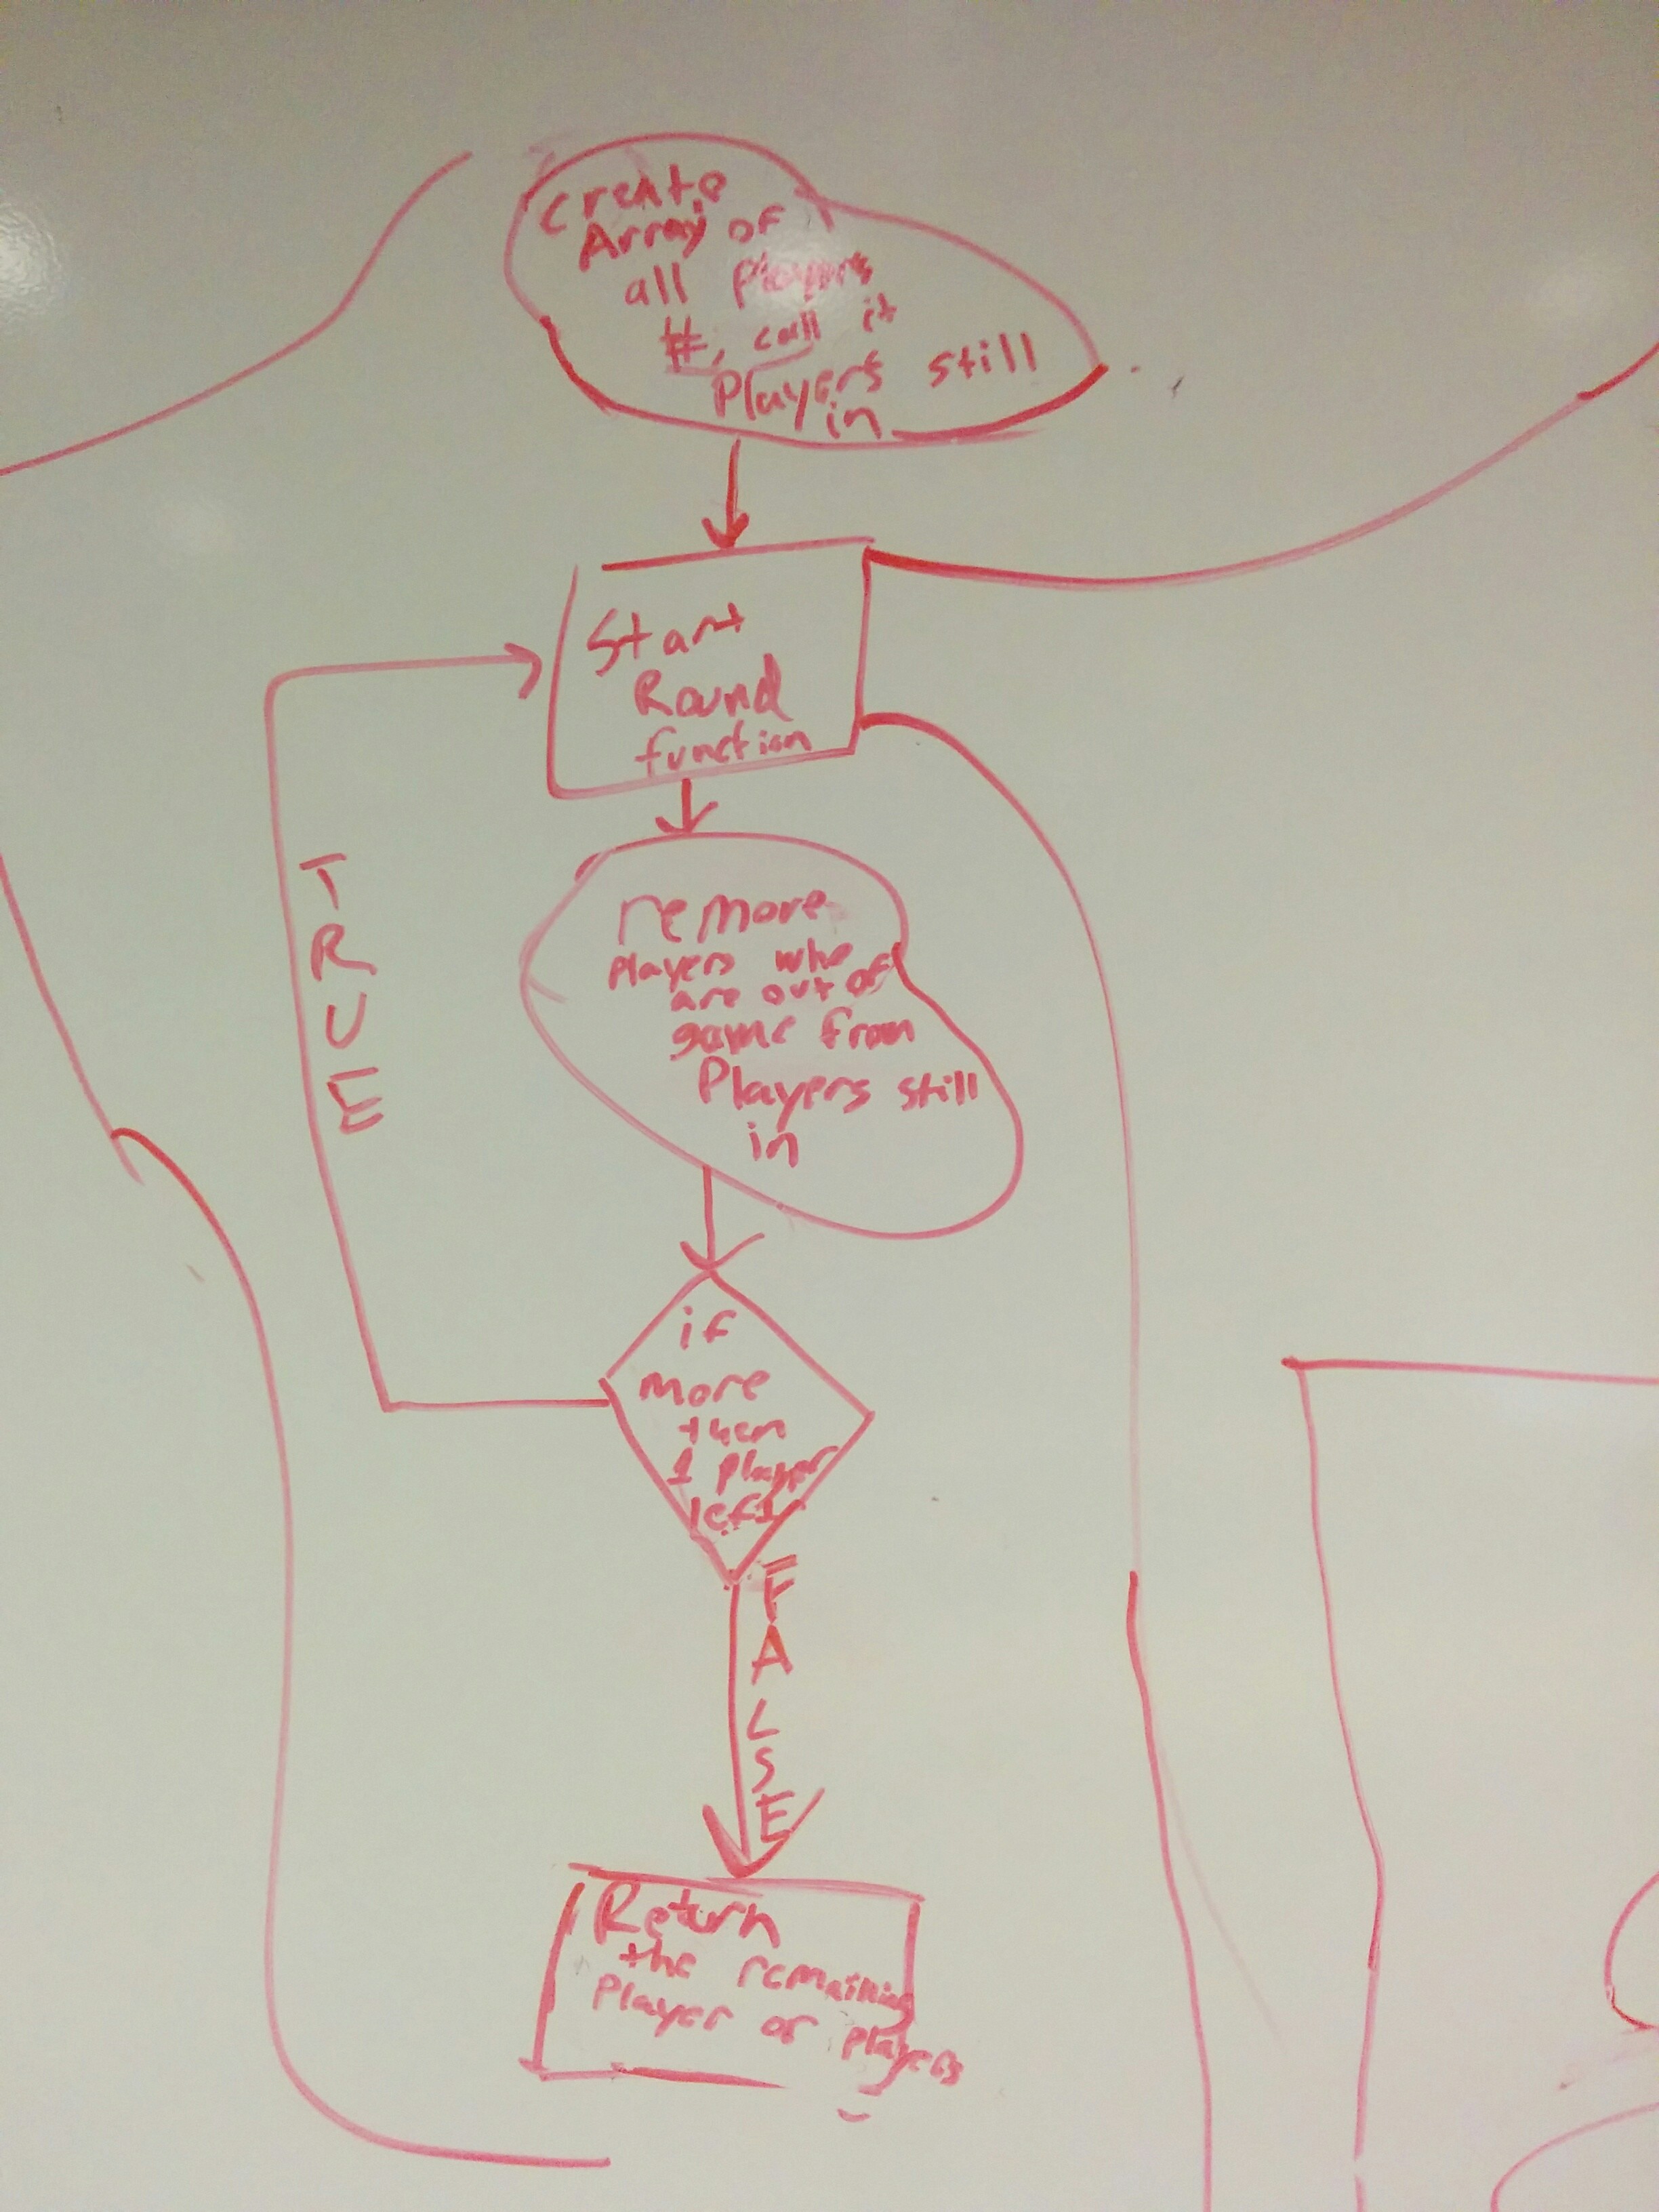 create
Array of
all Players
#, call it
Players still
in
Start
Round
function
TRUE
remove
players who
are out of
game from
Players still
in
if
more
then
1 player
left
FALSE
Return
the remaining
Player or players